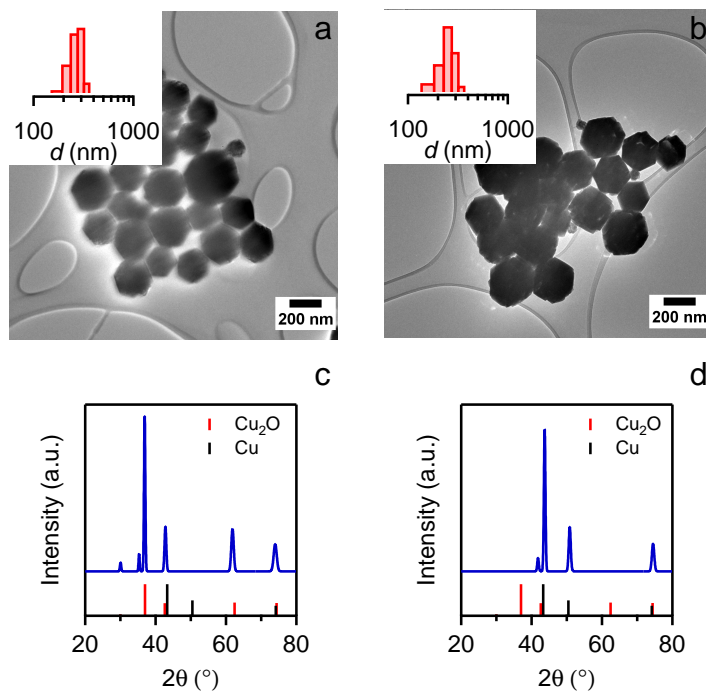 a
100 1000
d (nm)
200 nm
b
100 1000
d (nm)
200 nm
c
Intensity (a.u.)
Cu₂O
Cu
20 40 60 80
2θ (°)
d
Intensity (a.u.)
Cu₂O
Cu
20 40 60 80
2θ (°)